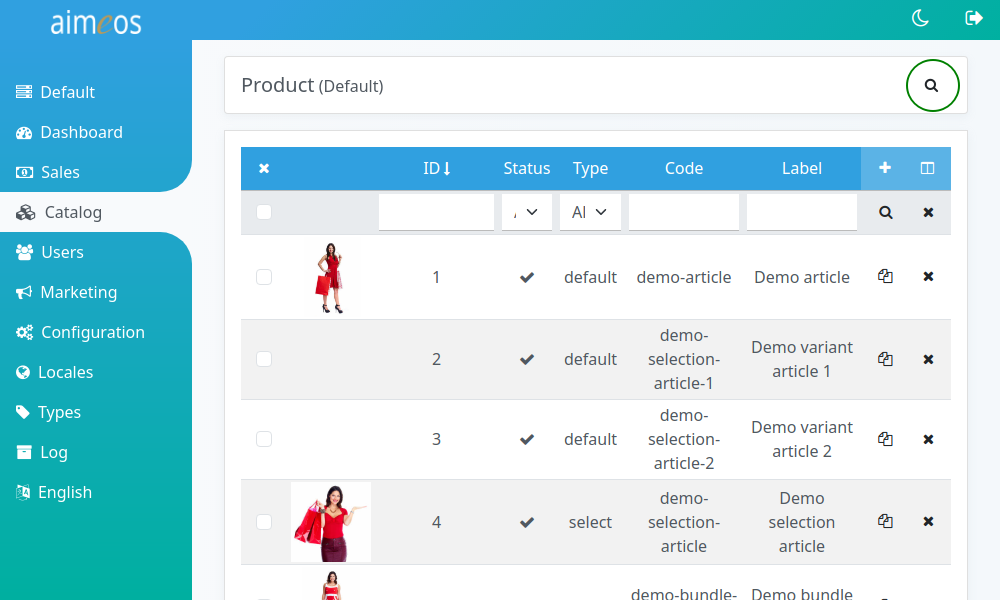 aimeos
Product (Default)
Default
Dashboard
Sales
Catalog
Users
Marketing
Configuration
Locales
Types
Log
English
ID Status Type Code Label
Al
1 default demo-article Demo article
2 default demo-selection-article-1 Demo variant article 1
3 default demo-selection-article-2 Demo variant article 2
4 select demo-selection-article Demo selection article
demo-bundle- Demo bundle